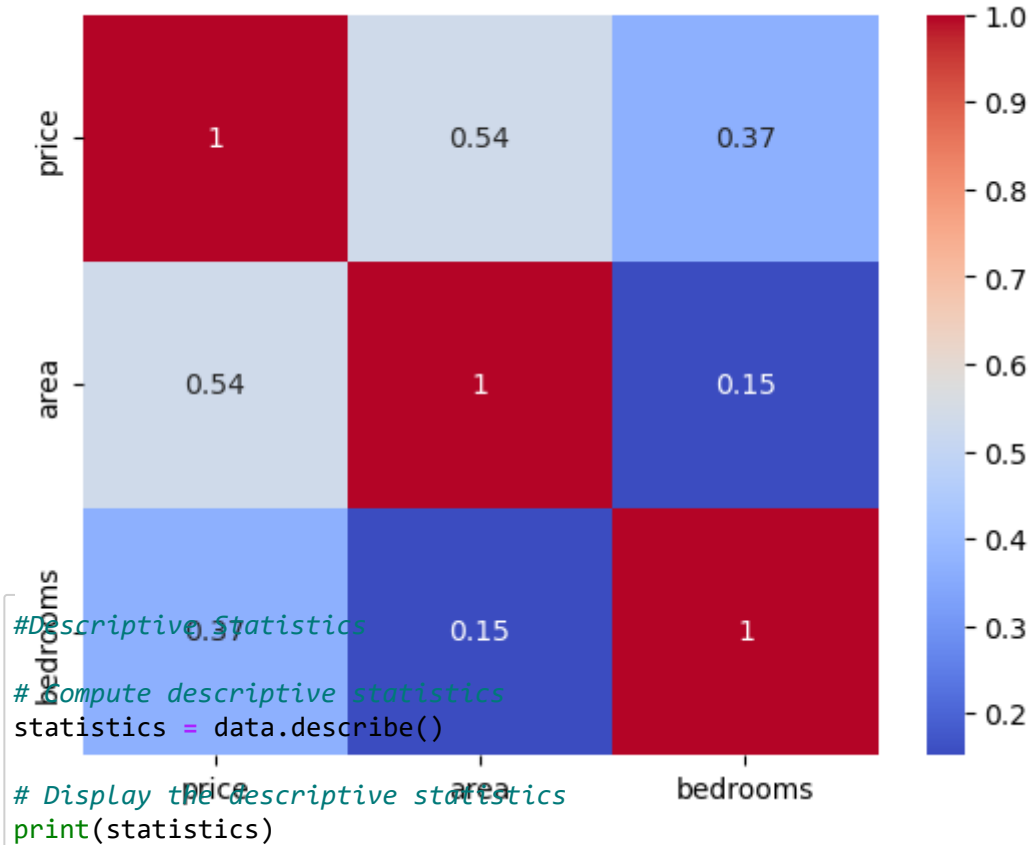 1.0
price
1
0.54
0.37
0.9
0.8
0.7
area
0.54
1
0.15
0.6
0.5
0.4
bedrooms
0.37
0.15
1
0.3
0.2
price
area
bedrooms
#Descriptive Statistics
# Compute descriptive statistics
statistics = data.describe()
# Display the descriptive statistics
print(statistics)